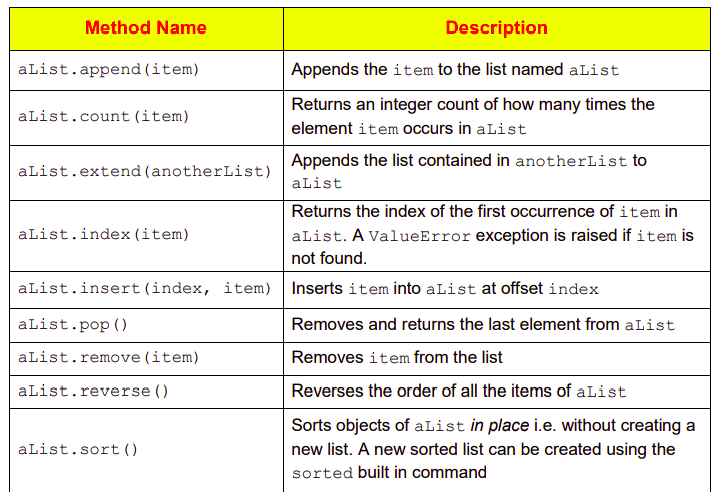 Method Name Description
aList.append(item) Appends the item to the list named aList
aList.count(item) Returns an integer count of how many times the
element item occurs in aList
aList.extend(anotherList) Appends the list contained in anotherList to
aList
aList.index(item) Returns the index of the first occurrence of item in
aList. A ValueError exception is raised if item is
not found.
aList.insert(index, item) Inserts item into aList at offset index
aList.pop() Removes and returns the last element from aList
aList.remove(item) Removes item from the list
aList.reverse() Reverses the order of all the items of aList
aList.sort() Sorts objects of aList in place i.e. without creating a
new list. A new sorted list can be created using the
sorted built in command